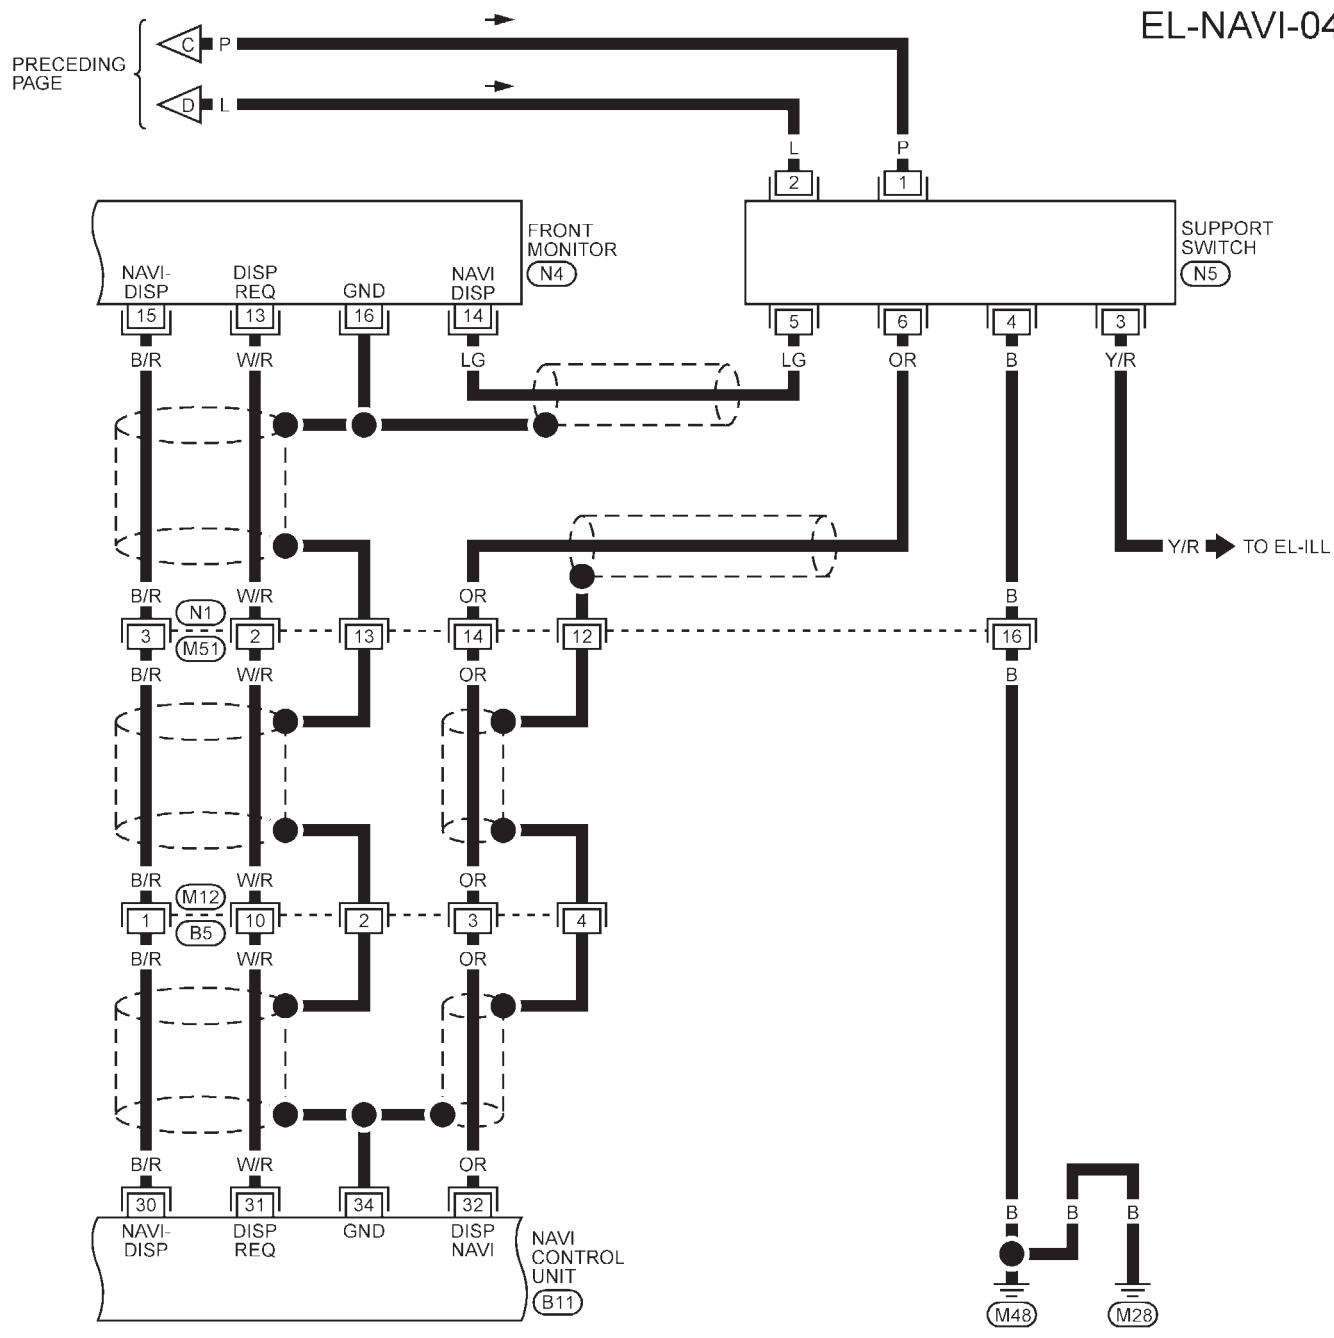 EL-NAVI-04
C P
PRECEDING
PAGE
D L
L P
2 1
FRONT
MONITOR
N4
SUPPORT
SWITCH
N5
NAVI-
DISP
DISP
REQ
GND
NAVI
DISP
15 13 16 14 5 6 4 3
B/R W/R LG LG OR B Y/R
Y/R TO EL-ILL
B/R W/R OR B
N1
3 2 13 14 12 16
M51
B/R W/R OR B
B/R W/R OR
M12
1 10 2 3 4
B5
B/R W/R OR
B/R W/R OR
30 31 34 32
B B B
NAVI-
DISP
DISP
REQ
GND
DISP
NAVI
NAVI
CONTROL
UNIT
B11
M48 M28